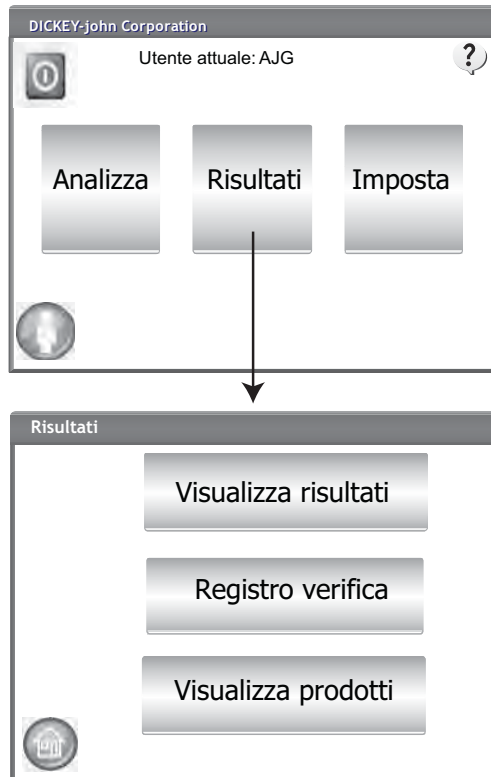 DICKEY-john Corporation
Utente attuale: AJG
?
Analizza
Risultati
Imposta
Risultati
Visualizza risultati
Registro verifica
Visualizza prodotti